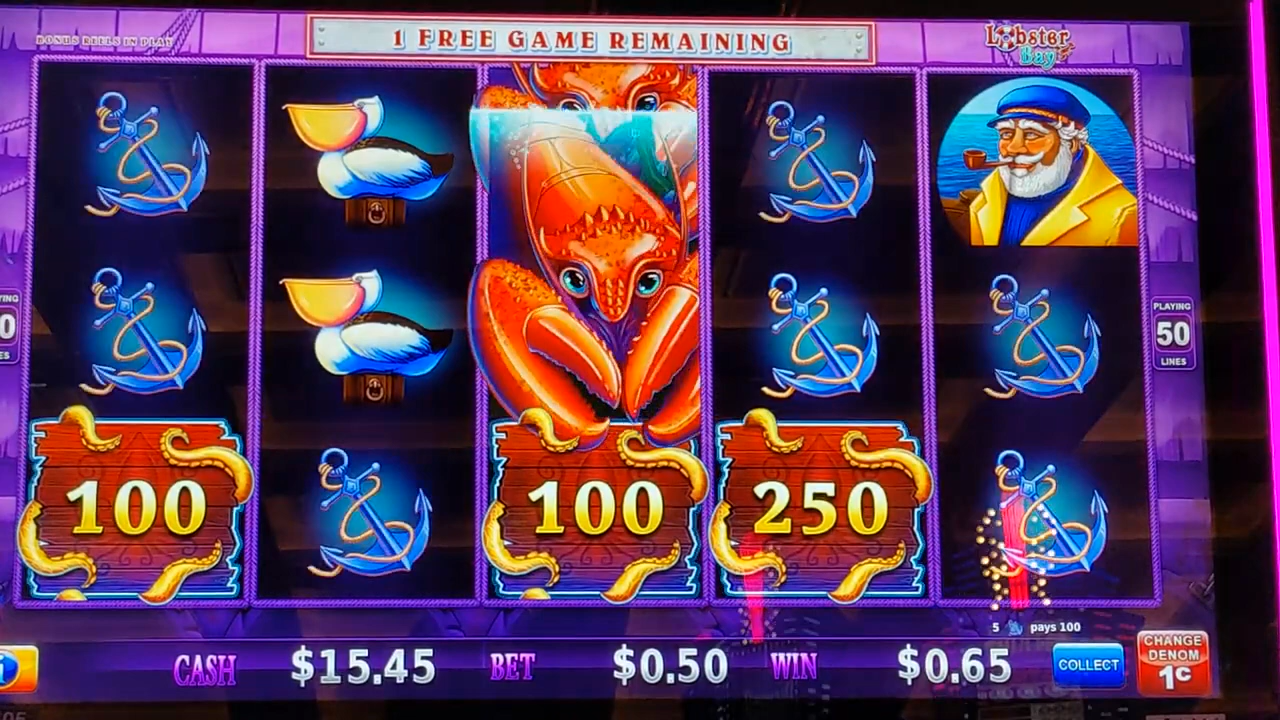 1 FREE GAME REMAINING
BONUS REELS IN PLAY
Lobster
Bay
PLAYING
50
LINES
100
100
250
5 pays 100
CASH $15.45 BET $0.50 WIN $0.65
COLLECT
CHANGE
DENOM
1¢